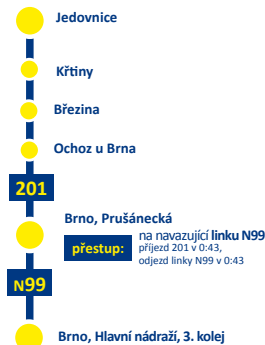 Jedovnice
Křtiny
Březina
Ochoz u Brna
201
Brno, Prušánecká
přestup:
na navazující linku N99
příjezd 201 v 0:43,
odjezd linky N99 v 0:43
N99
Brno, Hlavní nádraží, 3. kolej